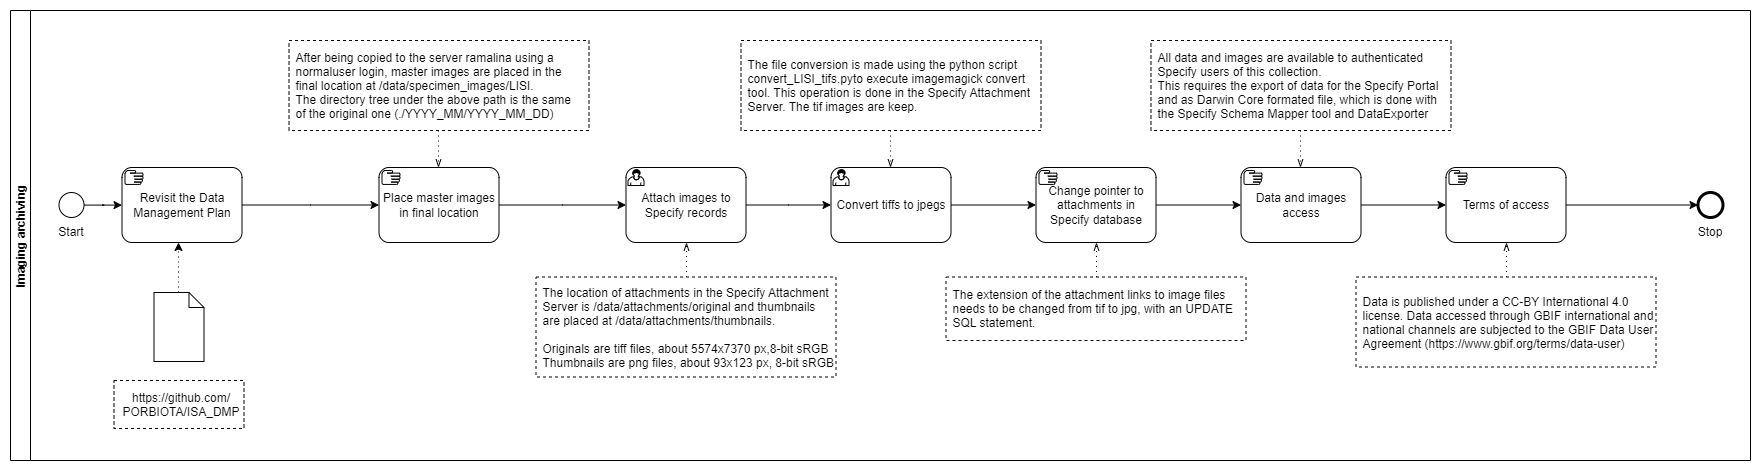 Imaging archiving
Start
Revisit the Data
Management Plan
https://github.com/
PORBIOTA/ISA_DMP
After being copied to the server ramalina using a
normaluser login, master images are placed in the
final location at /data/specimen_images/LISI.
The directory tree under the above path is the same
of the original one (./YYYY_MM/YYYY_MM_DD)
Place master images
in final location
Attach images to
Specify records
The location of attachments in the Specify Attachment
Server is /data/attachments/original and thumbnails
are placed at /data/attachments/thumbnails.
Originals are tiff files, about 5574x7370 px,8-bit sRGB
Thumbnails are png files, about 93x123 px, 8-bit sRGB
The file conversion is made using the python script
convert_LISI_tifs.pyto execute imagemagick convert
tool. This operation is done in the Specify Attachment
Server. The tif images are keep.
Convert tiffs to jpegs
Change pointer to
attachments in
Specify database
The extension of the attachment links to image files
needs to be changed from tif to jpg, with an UPDATE
SQL statement.
All data and images are available to authenticated
Specify users of this collection.
This requires the export of data for the Specify Portal
and as Darwin Core formated file, which is done with
the Specify Schema Mapper tool and DataExporter
Data and images
access
Terms of access
Data is published under a CC-BY International 4.0
license. Data accessed through GBIF international and
national channels are subjected to the GBIF Data User
Agreement (https://www.gbif.org/terms/data-user)
Stop